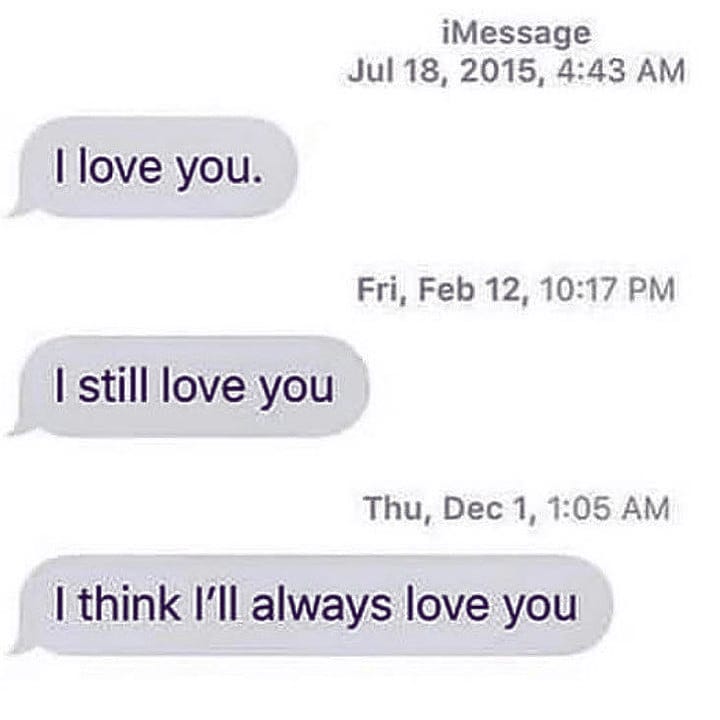 iMessage
Jul 18, 2015, 4:43 AM
I love you.
Fri, Feb 12, 10:17 PM
I still love you
Thu, Dec 1, 1:05 AM
I think I’ll always love you